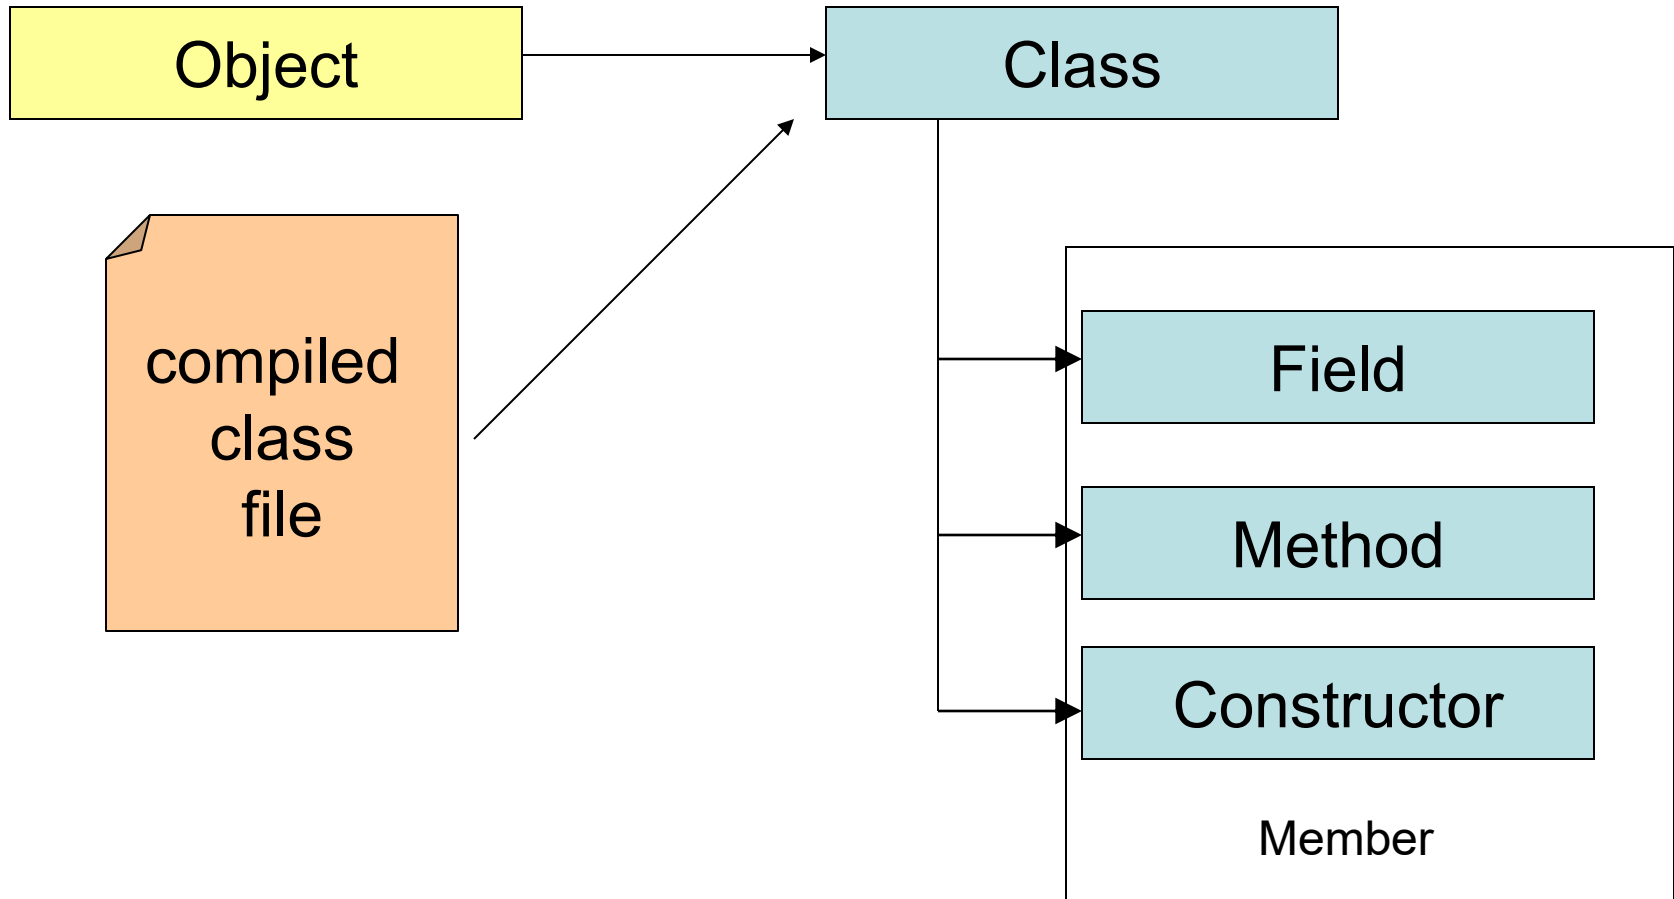 Object
Class
compiled
class
file
Field
Method
Constructor
Member